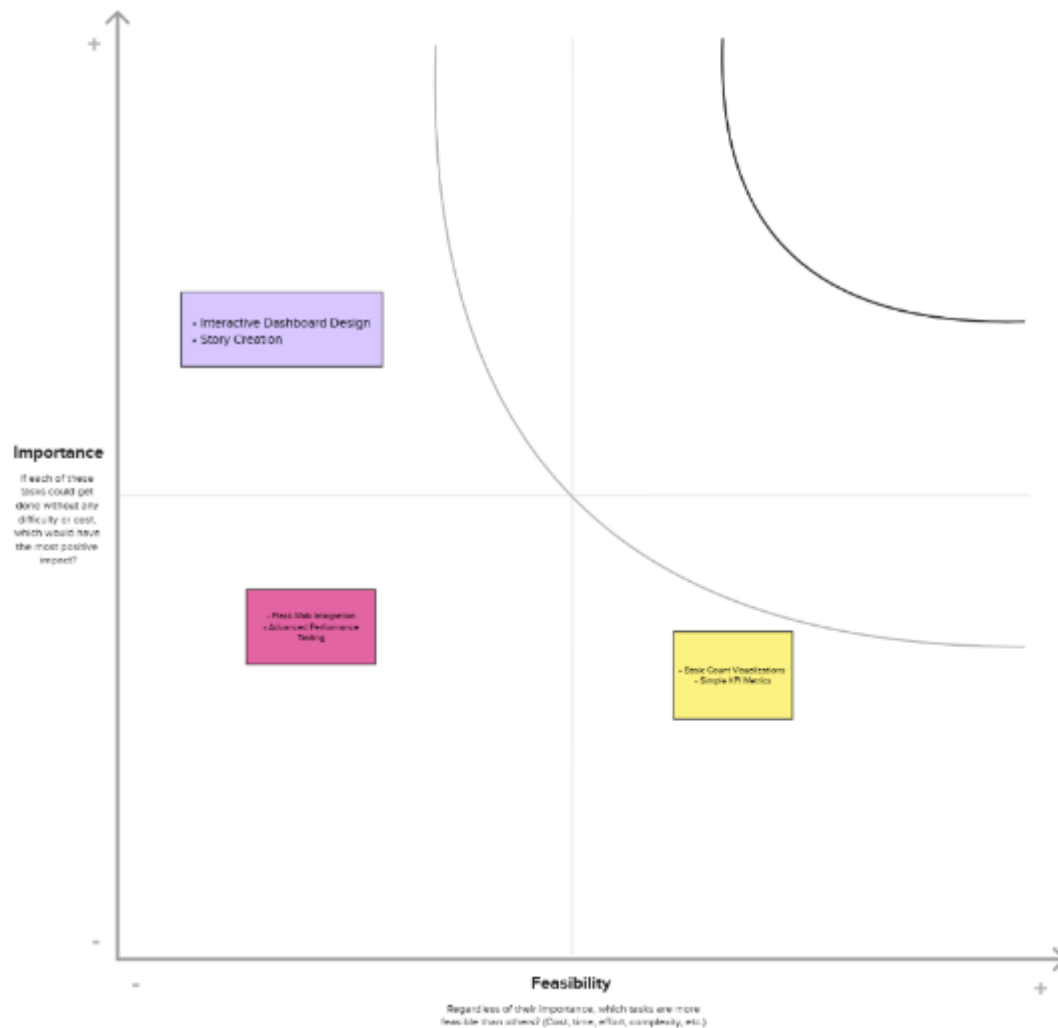 +
• Interactive Dashboard Design
• Story Creation
Importance
If each of these
tasks could get
done without any
difficulty or cost,
which would have
the most positive
impact?
- Flask Web Integration
- Advanced Performance
Testing
- Basic Count Visualizations
- Simple KPI Metrics
-
-
Feasibility
+
Regardless of their importance, which tasks are more
feasible than others? (Cost, time, effort, complexity, etc.)